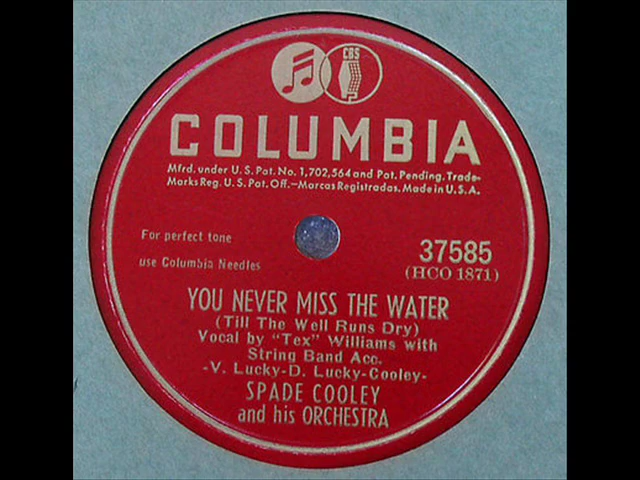 CBS
COLUMBIA
Mfrd. under U.S. Pat. No. 1,702,564 and Pat. Pending. Trade-
Marks Reg. U.S. Pat. Off.—Marcas Registradas. Made in U.S.A.
For perfect tone
use Columbia Needles
37585
(HCO 1871)
YOU NEVER MISS THE WATER
(Till The Well Runs Dry)
Vocal by "Tex" Williams with
String Band Acc.
-V. Lucky-D. Lucky-Cooley-
SPADE COOLEY
and his ORCHESTRA